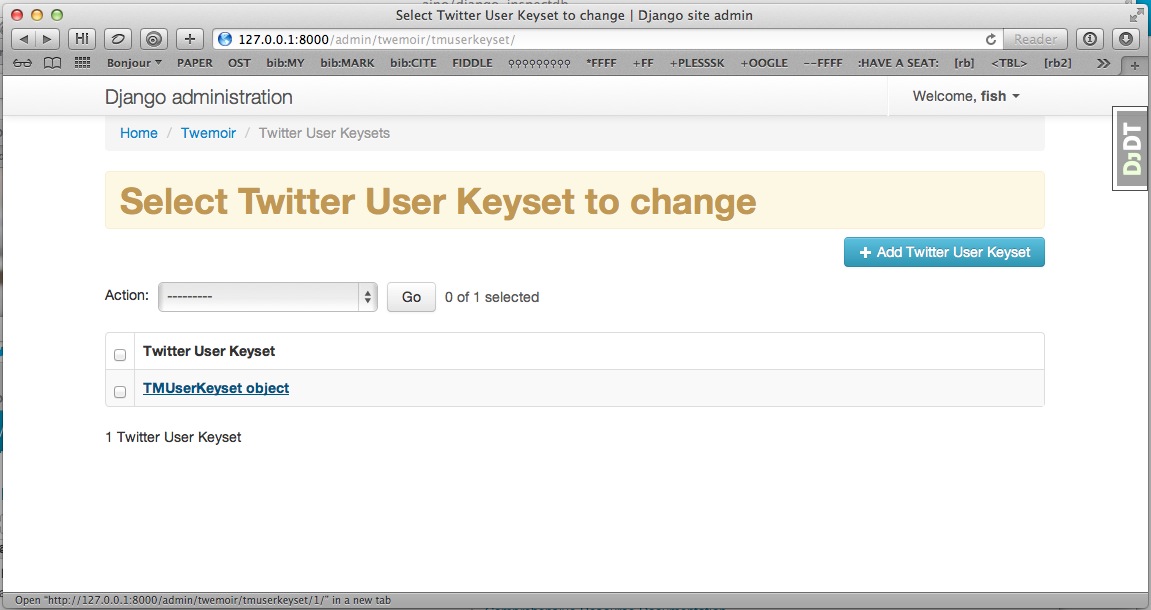 Select Twitter User Keyset to change | Django site admin
Hi
127.0.0.1:8000/admin/twemoir/tmuserkeyset/
Reader
Bonjour PAPER OST bib:MY bib:MARK bib:CITE FIDDLE ????????? *FFFF +FF +PLESSSK +OOGLE --FFFF :HAVE A SEAT: [rb] <TBL> [rb2] >>
Django administration
Welcome, fish
Home / Twemoir / Twitter User Keysets
DjDT
Select Twitter User Keyset to change
+ Add Twitter User Keyset
Action: --------- Go 0 of 1 selected
Twitter User Keyset
TMUserKeyset object
1 Twitter User Keyset
Open "http://127.0.0.1:8000/admin/twemoir/tmuserkeyset/1/" in a new tab